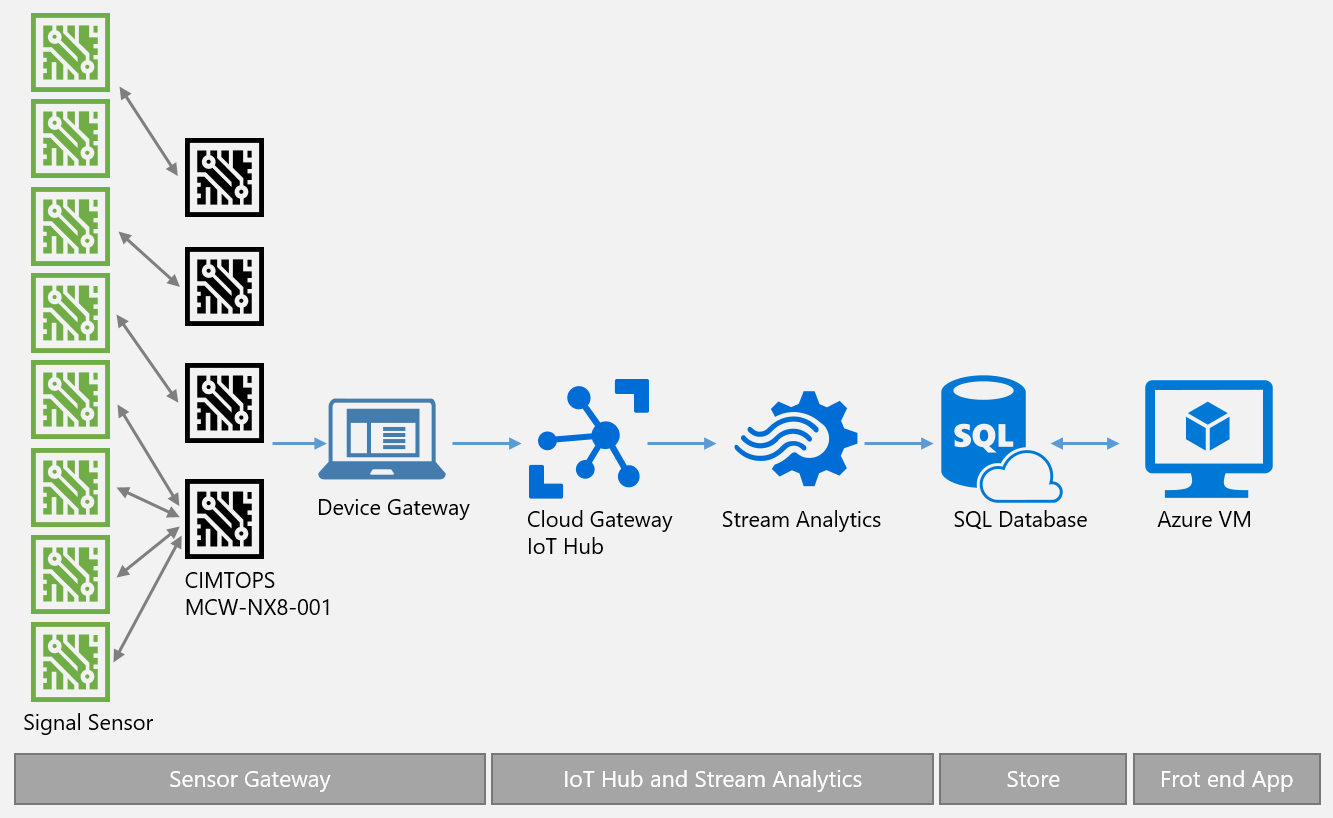 SQL
Device Gateway
Cloud Gateway
IoT Hub
Stream Analytics
SQL Database
Azure VM
CIMTOPS
MCW-NX8-001
Signal Sensor
Sensor Gateway
IoT Hub and Stream Analytics
Store
Frot end App